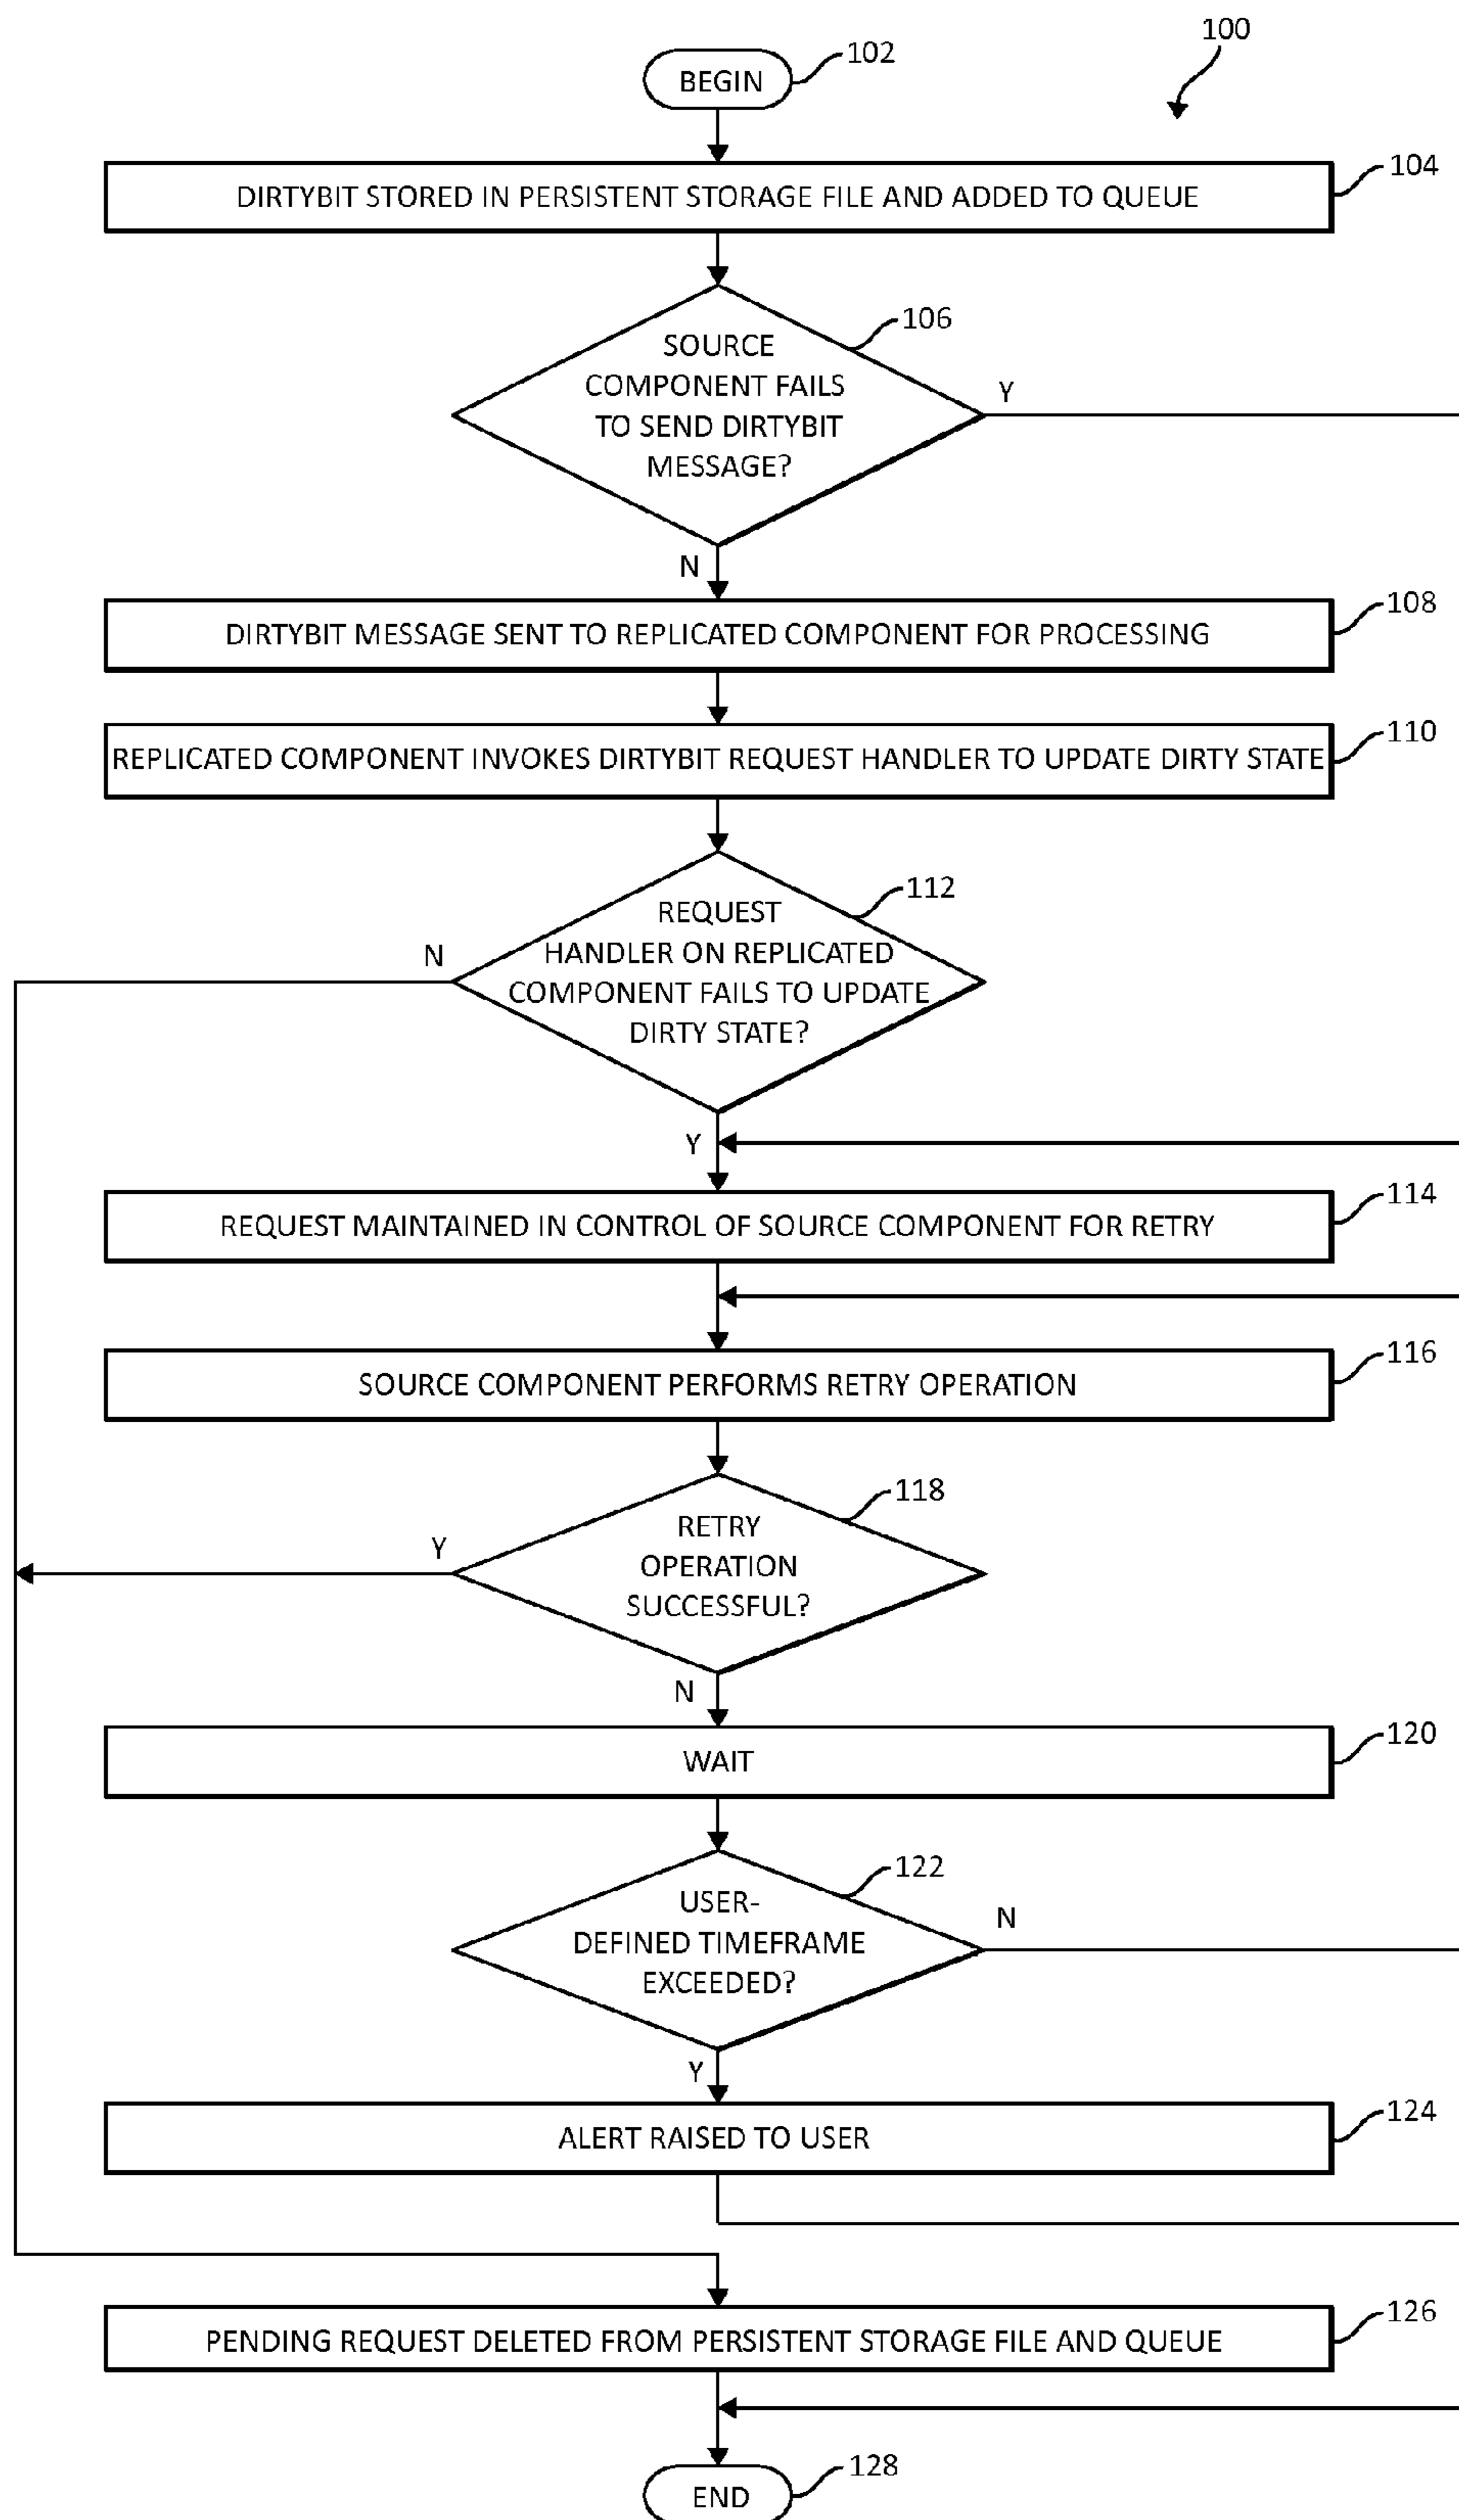 100
BEGIN
102
DIRTYBIT STORED IN PERSISTENT STORAGE FILE AND ADDED TO QUEUE
104
106
SOURCE
COMPONENT FAILS
TO SEND DIRTYBIT
MESSAGE?
Y
N
DIRTYBIT MESSAGE SENT TO REPLICATED COMPONENT FOR PROCESSING
108
REPLICATED COMPONENT INVOKES DIRTYBIT REQUEST HANDLER TO UPDATE DIRTY STATE
110
112
REQUEST
HANDLER ON REPLICATED
COMPONENT FAILS TO UPDATE
DIRTY STATE?
N
Y
REQUEST MAINTAINED IN CONTROL OF SOURCE COMPONENT FOR RETRY
114
SOURCE COMPONENT PERFORMS RETRY OPERATION
116
118
RETRY
OPERATION
SUCCESSFUL?
Y
N
WAIT
120
122
USER-
DEFINED TIMEFRAME
EXCEEDED?
N
Y
ALERT RAISED TO USER
124
PENDING REQUEST DELETED FROM PERSISTENT STORAGE FILE AND QUEUE
126
END
128